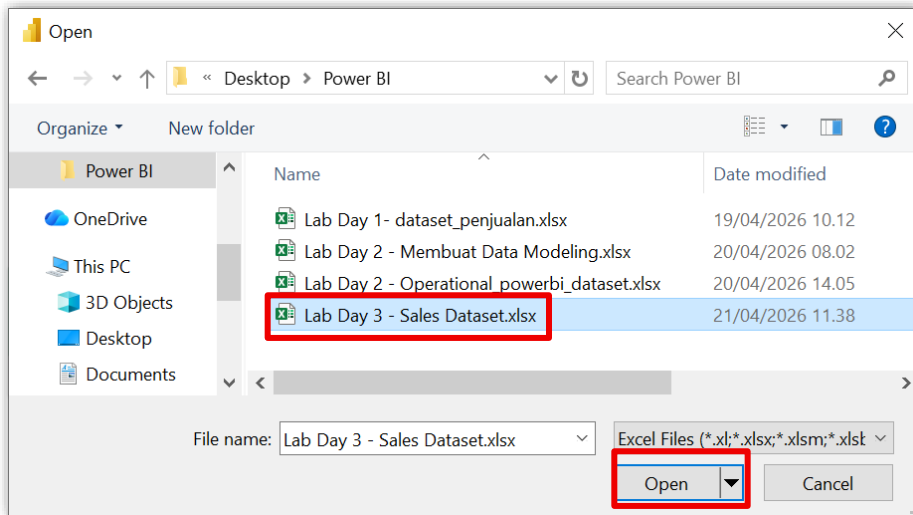 Open
« Desktop > Power BI
Search Power BI
Organize
New folder
Power BI
OneDrive
This PC
3D Objects
Desktop
Documents
Name
Date modified
Lab Day 1- dataset_penjualan.xlsx
19/04/2026 10.12
Lab Day 2 - Membuat Data Modeling.xlsx
20/04/2026 08.02
Lab Day 2 - Operational_powerbi_dataset.xlsx
20/04/2026 14.05
Lab Day 3 - Sales Dataset.xlsx
21/04/2026 11.38
File name:
Lab Day 3 - Sales Dataset.xlsx
Excel Files (*.xl;*.xlsx;*.xlsm;*.xlsb
Open
Cancel